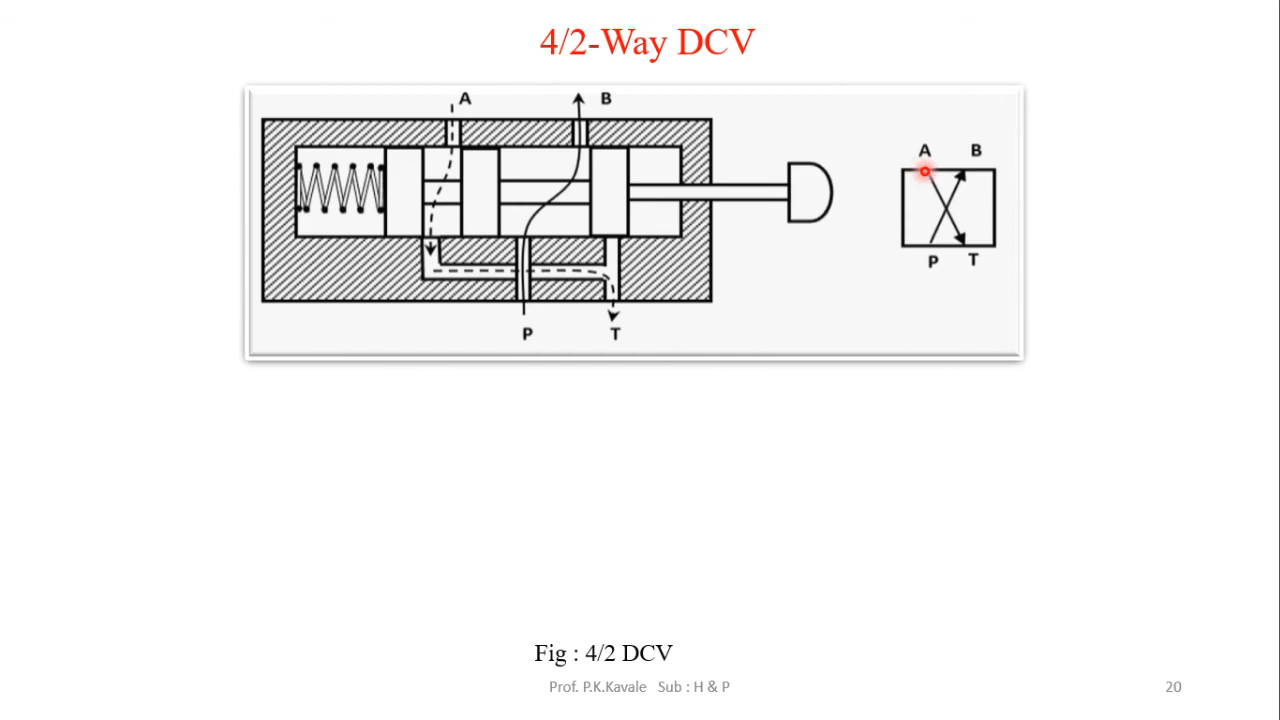 4/2-Way DCV
A B
A B
P T
P T
Fig : 4/2 DCV
Prof. P.K.Kavale Sub : H & P 20